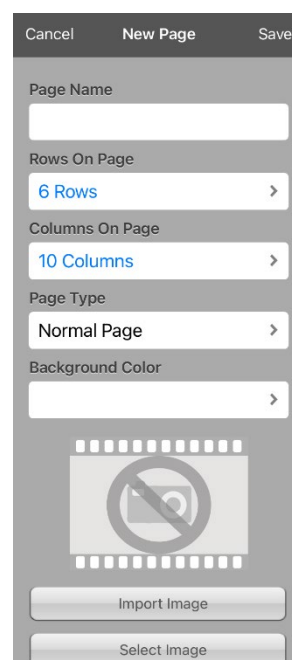 Cancel New Page Save
Page Name
Rows On Page
6 Rows
Columns On Page
10 Columns
Page Type
Normal Page
Background Color
Import Image
Select Image